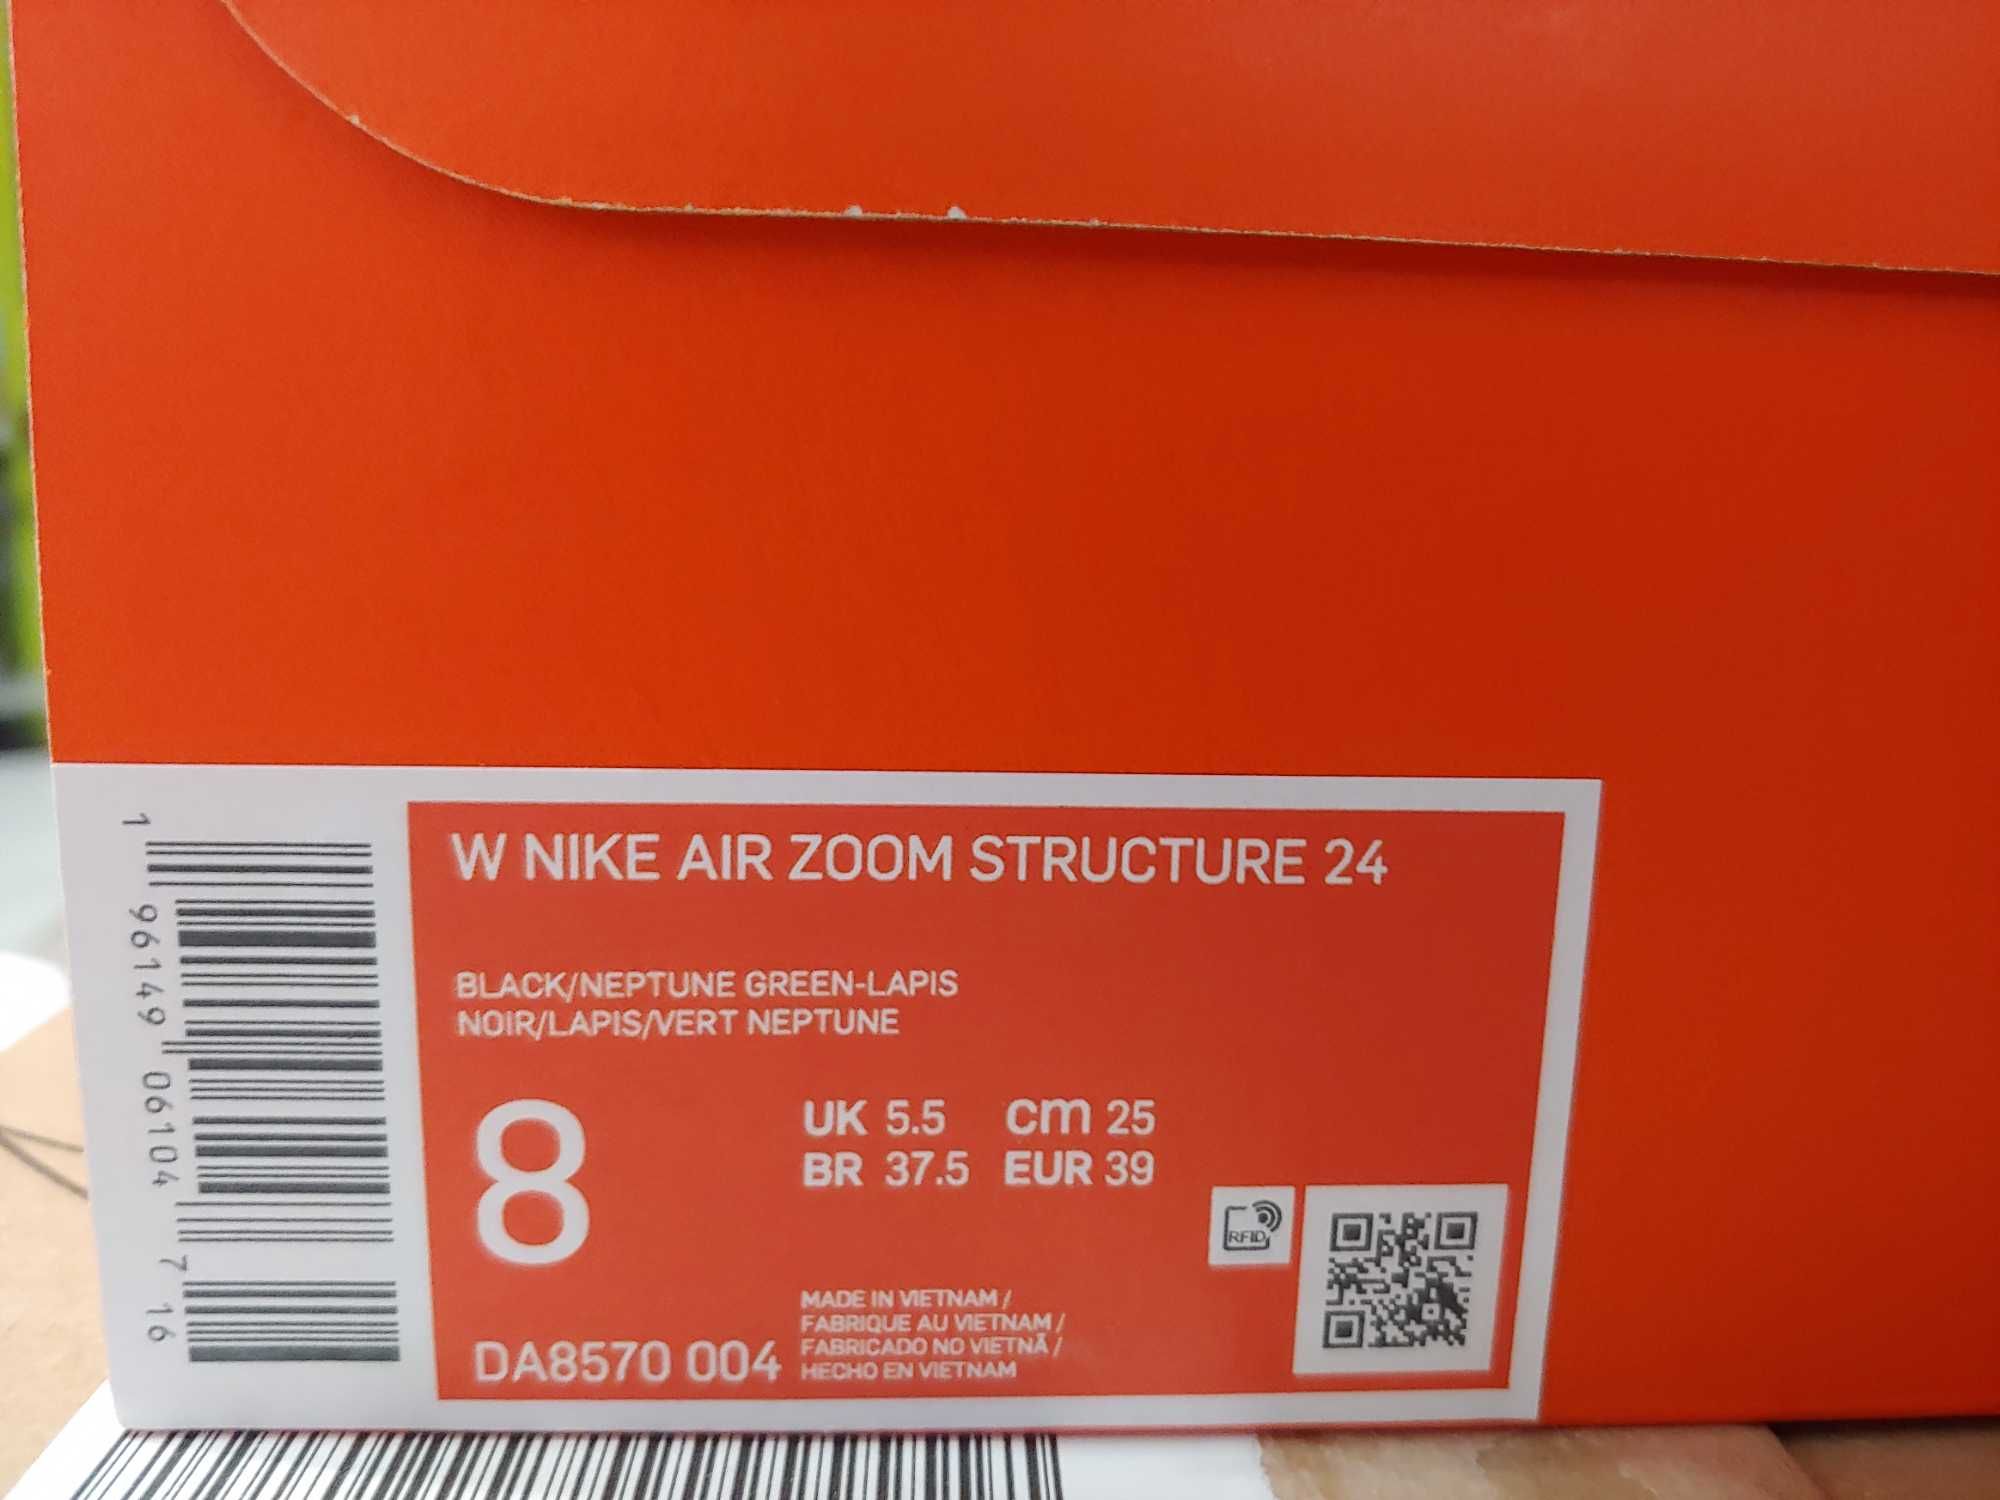 W NIKE AIR ZOOM STRUCTURE 24
BLACK/NEPTUNE GREEN-LAPIS
NOIR/LAPIS/VERT NEPTUNE
8
UK 5.5 cm 25
BR 37.5 EUR 39
RFID
DA8570 004
MADE IN VIETNAM /
FABRIQUE AU VIETNAM /
FABRICADO NO VIETNÃ /
HECHO EN VIETNAM
1 96149 06104 7 16